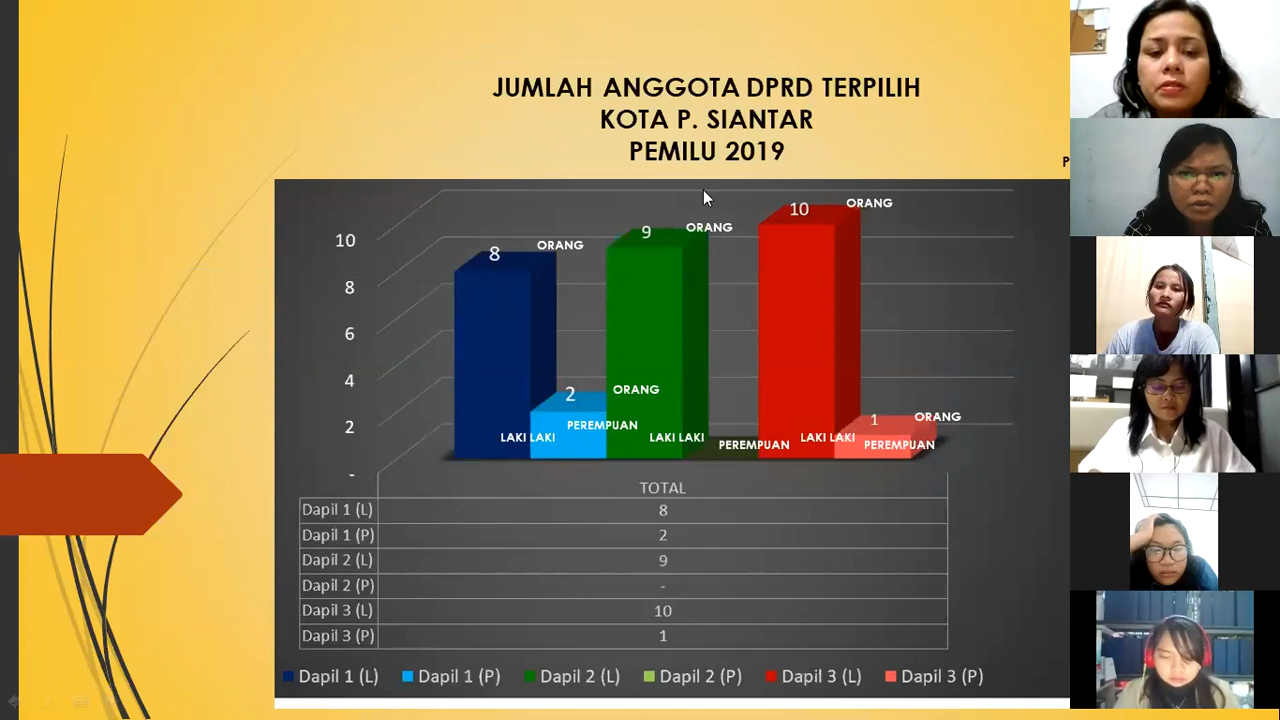 JUMLAH ANGGOTA DPRD TERPILIH
KOTA P. SIANTAR
PEMILU 2019
P
10
8
6
4
2
-
8 ORANG
9 ORANG
10 ORANG
2 ORANG
1 ORANG
LAKI LAKI
PEREMPUAN
LAKI LAKI
PEREMPUAN
LAKI LAKI
PEREMPUAN
TOTAL
Dapil 1 (L) 8
Dapil 1 (P) 2
Dapil 2 (L) 9
Dapil 2 (P) -
Dapil 3 (L) 10
Dapil 3 (P) 1
Dapil 1 (L) Dapil 1 (P) Dapil 2 (L) Dapil 2 (P) Dapil 3 (L) Dapil 3 (P)